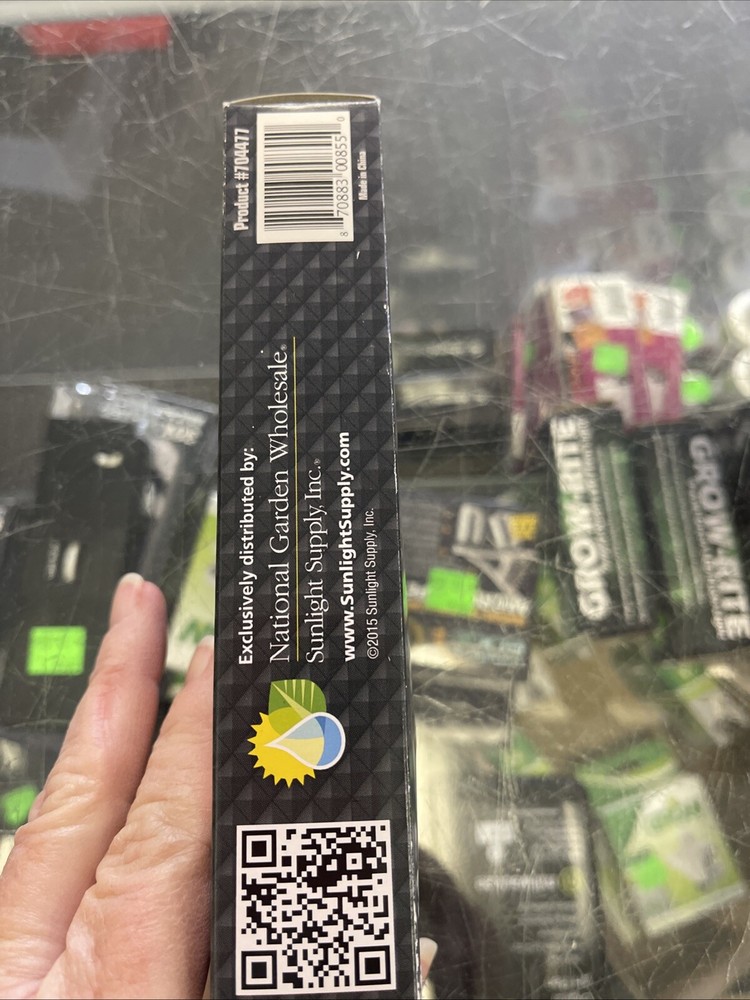 Product #704477
8 70883 00855 0
Made in China
Exclusively distributed by:
National Garden Wholesale®
Sunlight Supply, Inc.®
www.SunlightSupply.com
©2015 Sunlight Supply, Inc.
GROW RITE
GROW RITE